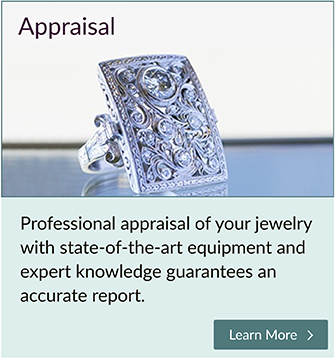 Appraisal
Professional appraisal of your jewelry
with state-of-the-art equipment and
expert knowledge guarantees an
accurate report.
Learn More